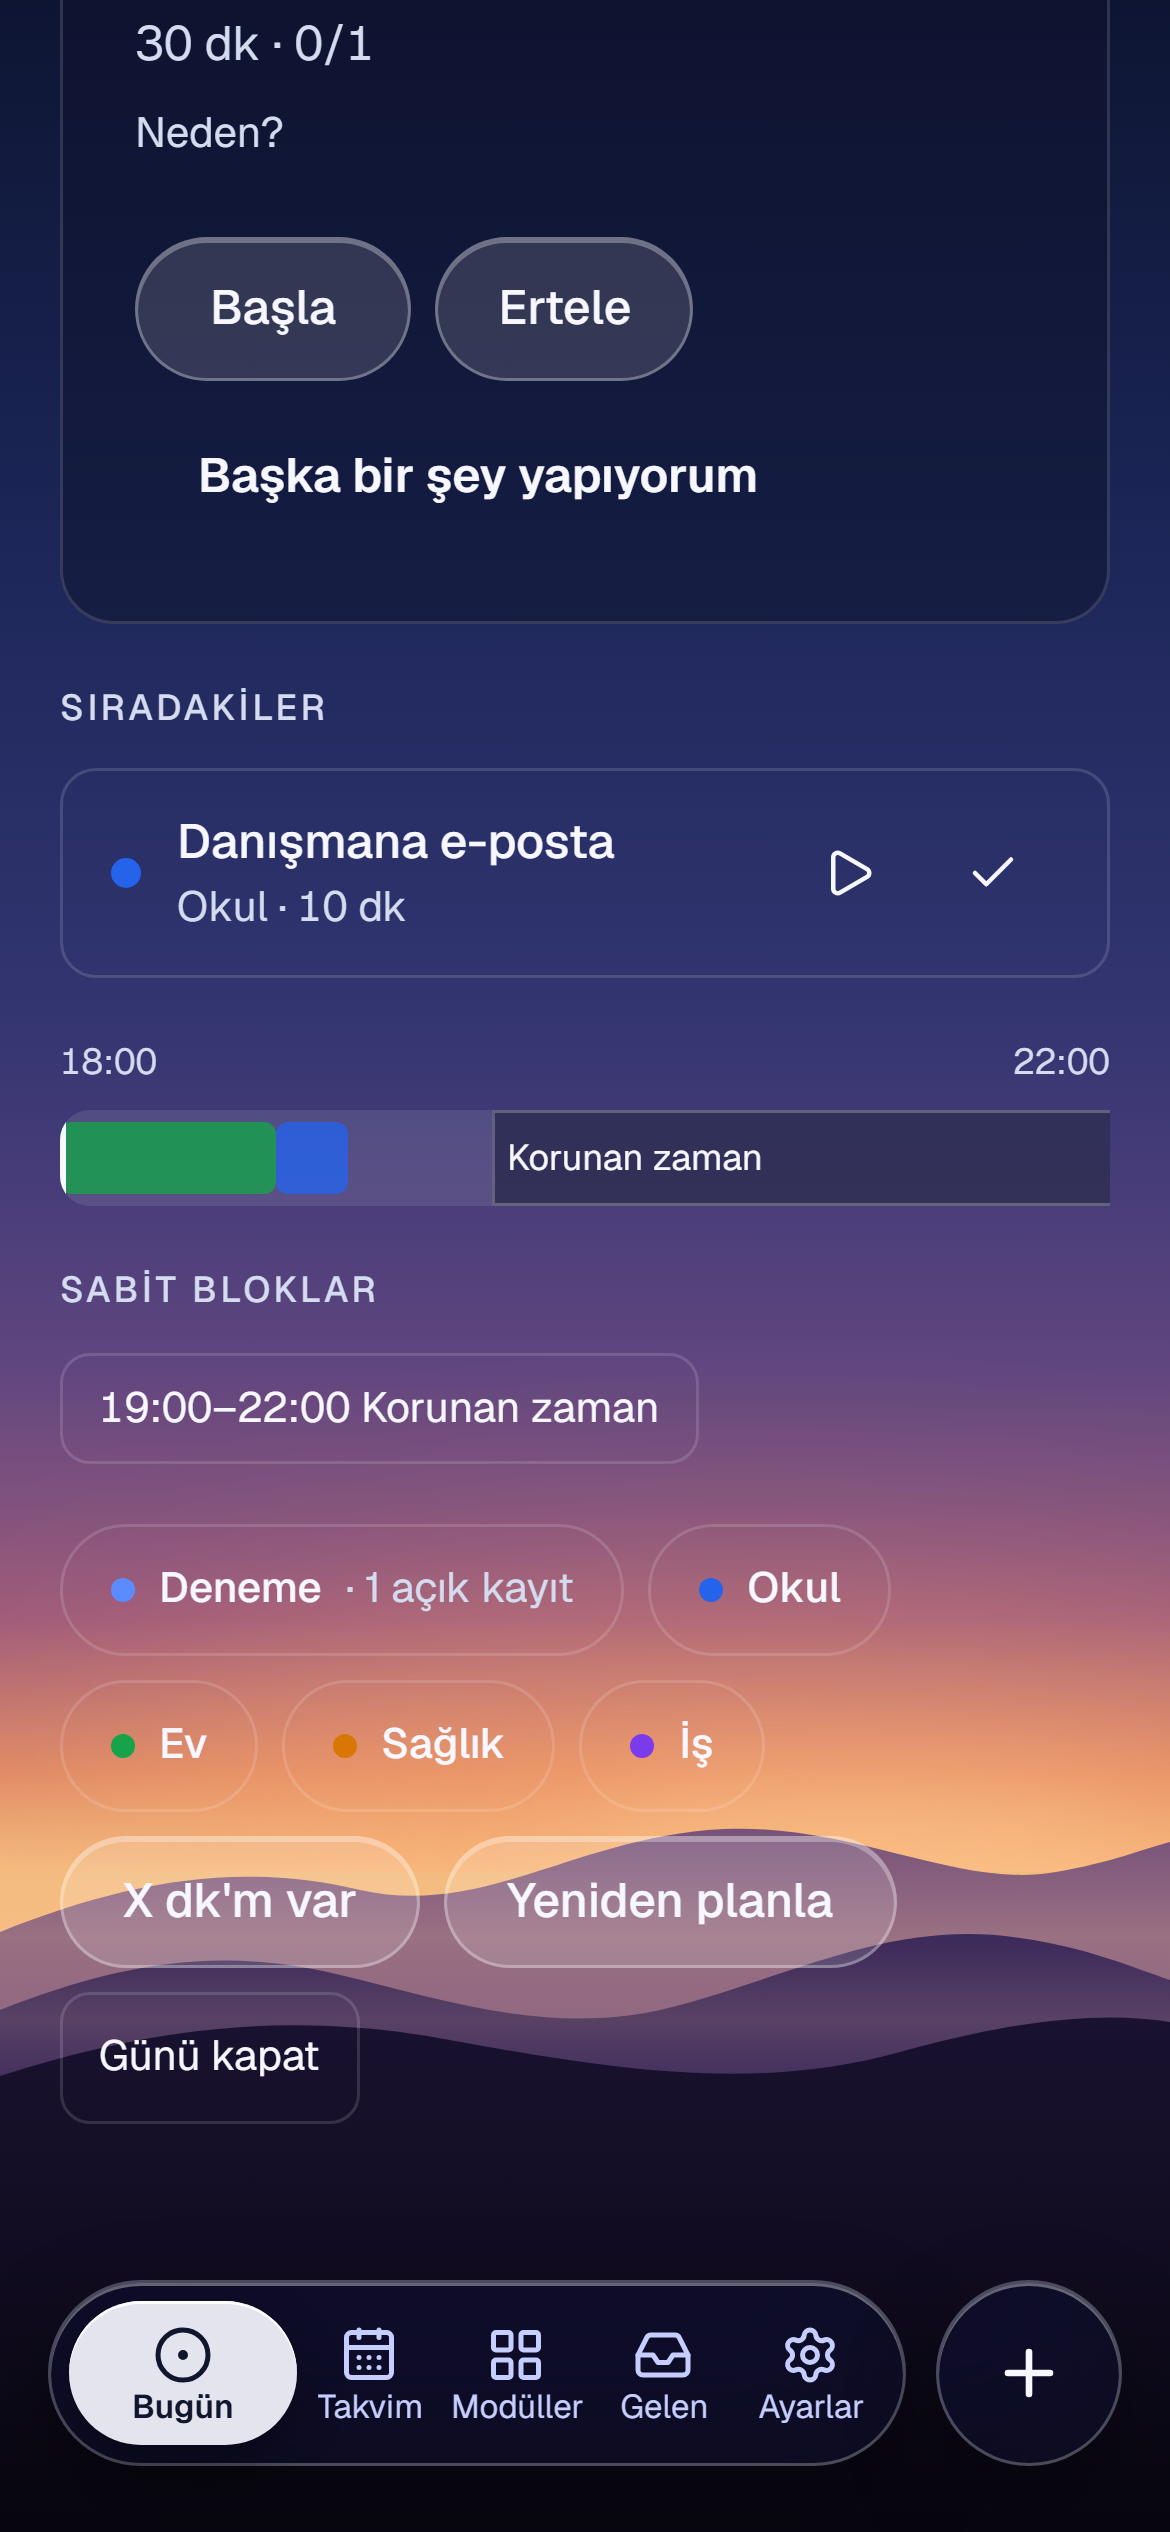 30 dk · 0/1
Neden?
Başla
Ertele
Başka bir şey yapıyorum
SIRADAKİLER
Danışmana e-posta
Okul · 10 dk
18:00
22:00
Korunan zaman
SABİT BLOKLAR
19:00–22:00 Korunan zaman
Deneme · 1 açık kayıt
Okul
Ev
Sağlık
İş
X dk'm var
Yeniden planla
Günü kapat
Bugün
Takvim
Modüller
Gelen
Ayarlar